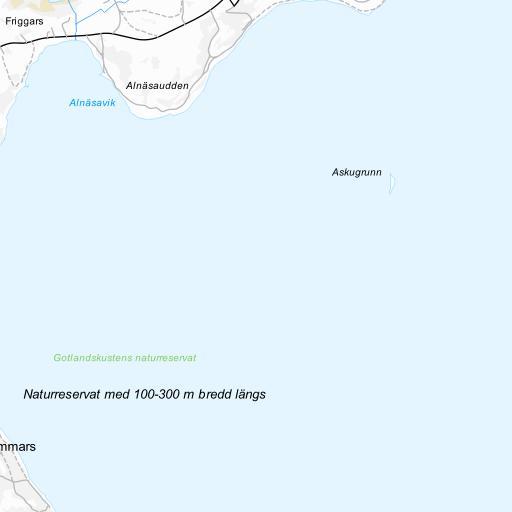 Friggars
Alnäsaudden
Alnäsavik
Askugrunn
Gotlandskustens naturreservat
Naturreservat med 100-300 m bredd längs
mmars